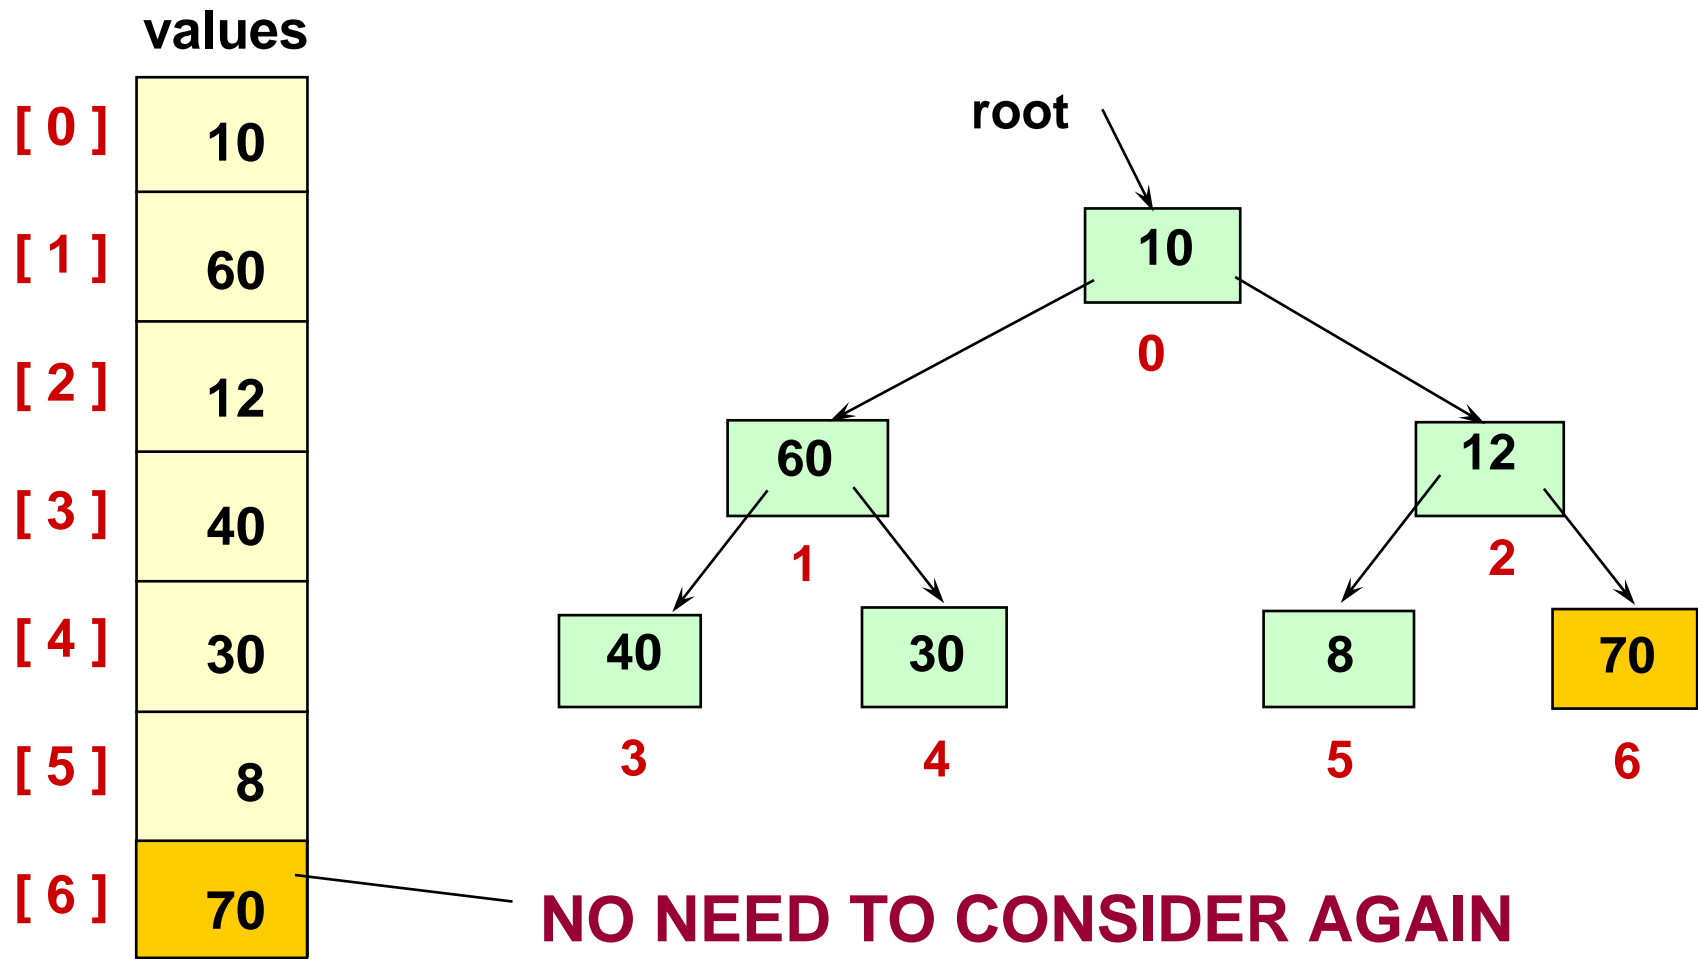 values
[ 0 ] 10
[ 1 ] 60
[ 2 ] 12
[ 3 ] 40
[ 4 ] 30
[ 5 ] 8
[ 6 ] 70
root
10
0
60 12
1 2
40 30 8 70
3 4 5 6
NO NEED TO CONSIDER AGAIN